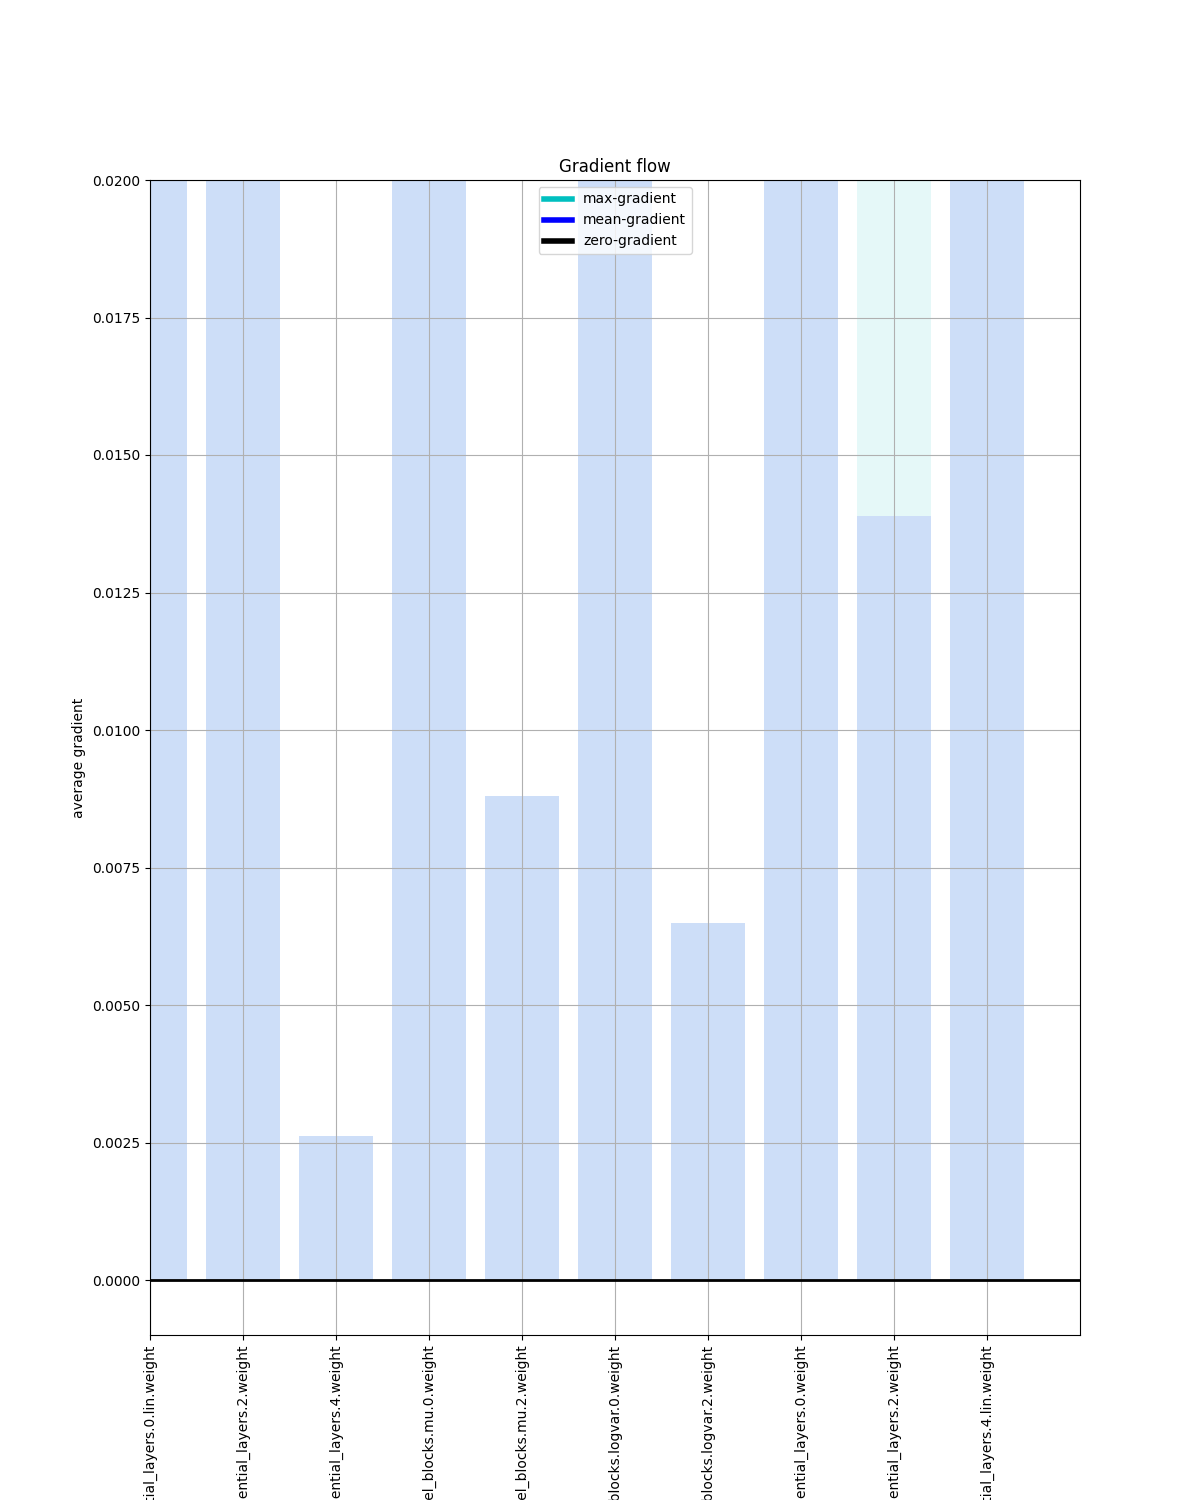 Gradient flow
max-gradient
mean-gradient
zero-gradient
0.0200
0.0175
0.0150
0.0125
0.0100
0.0075
0.0050
0.0025
0.0000
average gradient
tial_layers.0.lin.weight
ential_layers.2.weight
ential_layers.4.weight
el_blocks.mu.0.weight
el_blocks.mu.2.weight
blocks.logvar.0.weight
blocks.logvar.2.weight
ential_layers.0.weight
ential_layers.2.weight
tial_layers.4.lin.weight